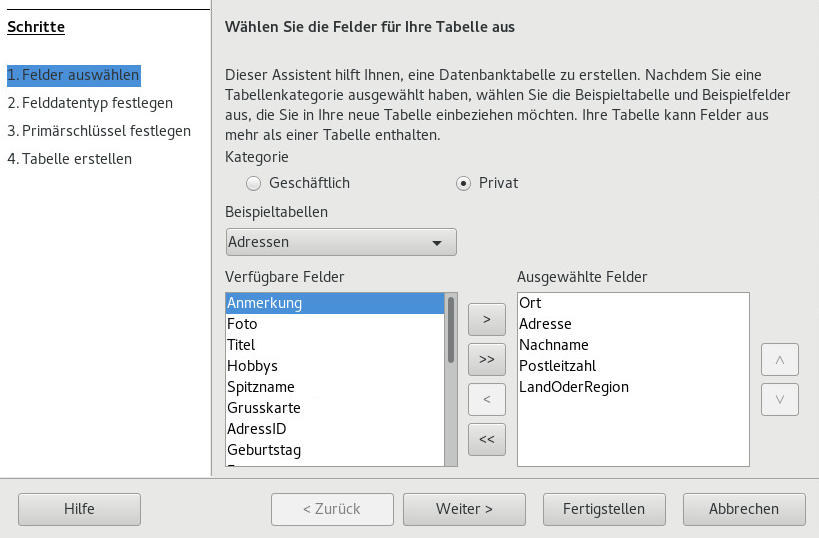 Schritte
1. Felder auswählen
2. Felddatentyp festlegen
3. Primärschlüssel festlegen
4. Tabelle erstellen
Wählen Sie die Felder für Ihre Tabelle aus
Dieser Assistent hilft Ihnen, eine Datenbanktabelle zu erstellen. Nachdem Sie eine
Tabellenkategorie ausgewählt haben, wählen Sie die Beispieltabelle und Beispielfelder
aus, die Sie in Ihre neue Tabelle einbeziehen möchten. Ihre Tabelle kann Felder aus
mehr als einer Tabelle enthalten.
Kategorie
Geschäftlich
Privat
Beispieltabellen
Adressen
Verfügbare Felder
Anmerkung
Foto
Titel
Hobbys
Spitzname
Grusskarte
AdressID
Geburtstag
>
>>
<
<<
Ausgewählte Felder
Ort
Adresse
Nachname
Postleitzahl
LandOderRegion
Hilfe
< Zurück
Weiter >
Fertigstellen
Abbrechen